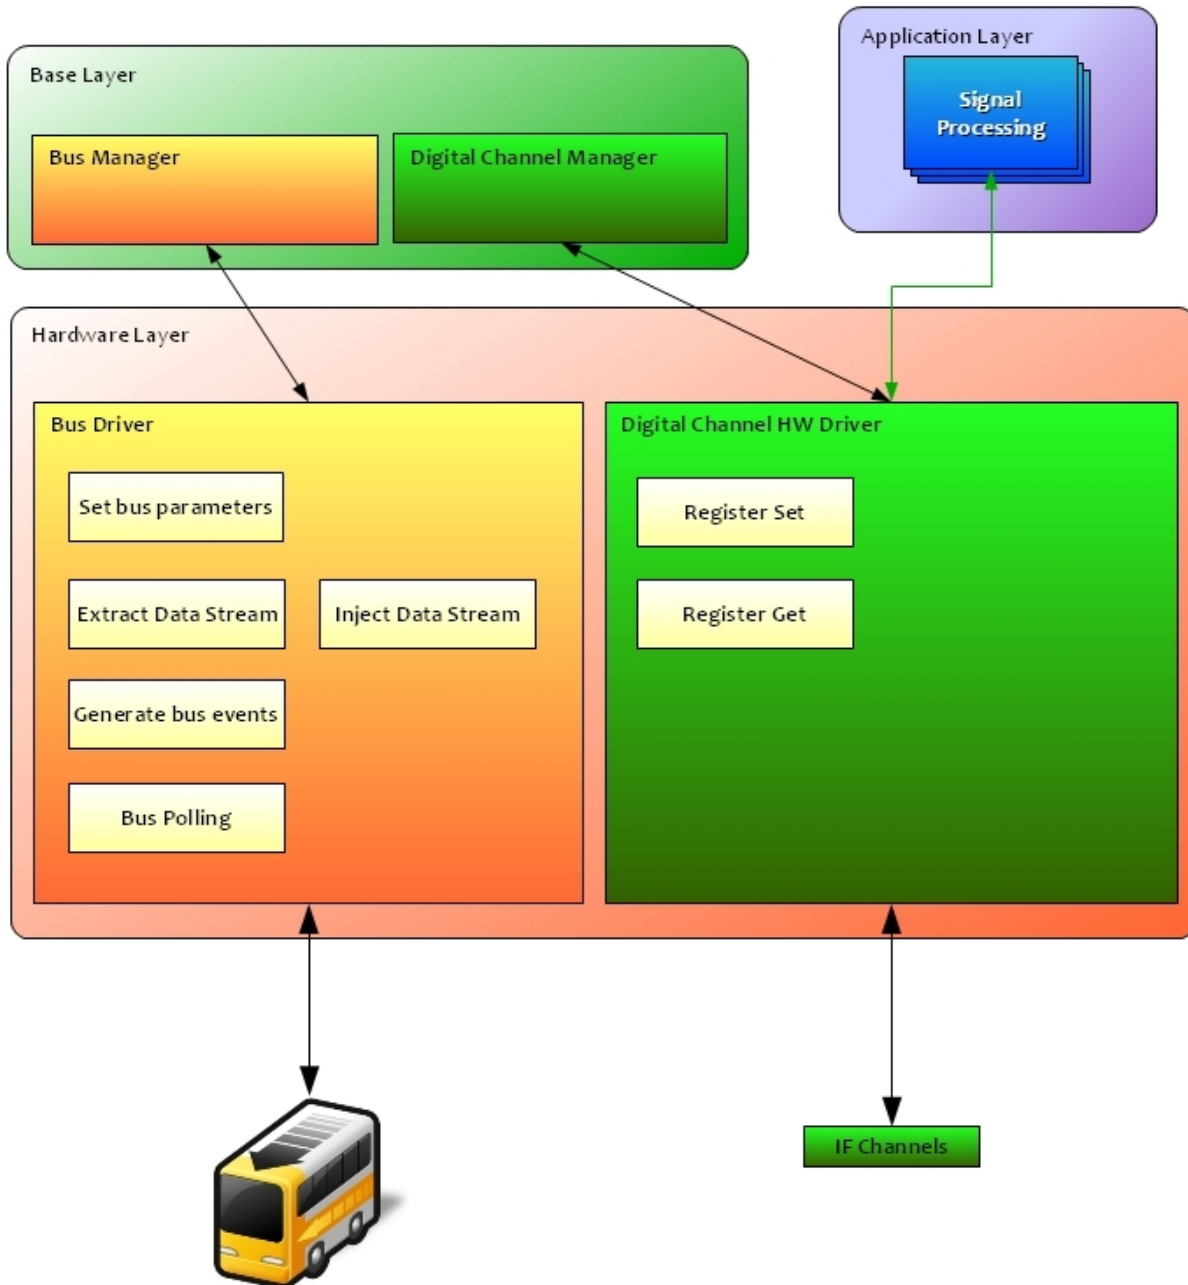 Application Layer
Signal
Processing
Base Layer
Bus Manager
Digital Channel Manager
Hardware Layer
Bus Driver
Set bus parameters
Extract Data Stream
Inject Data Stream
Generate bus events
Bus Polling
Digital Channel HW Driver
Register Set
Register Get
IF Channels